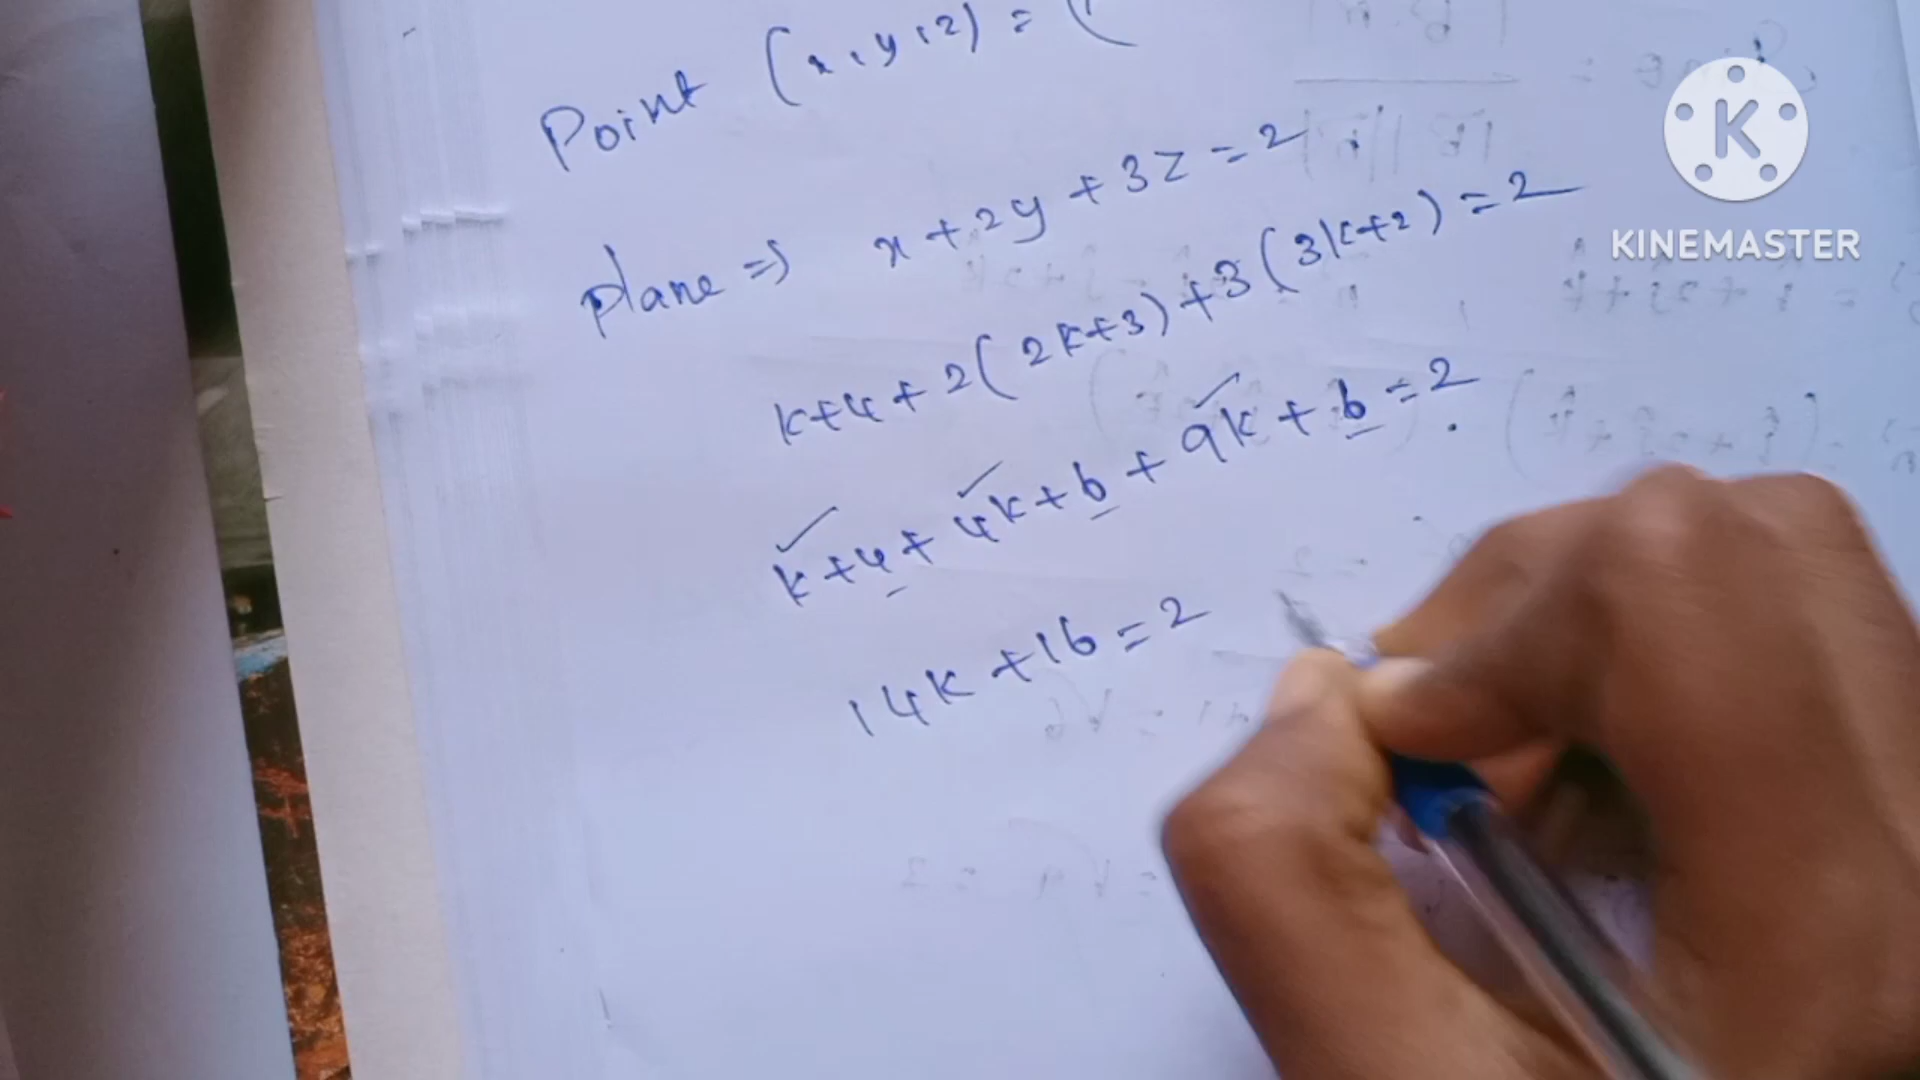 Point (x, y, z) = (
plane => x + 2y + 3z = 2
k+4 + 2(2k+3) + 3(3k+2) = 2
k+4 + 4k+6 + 9k+6 = 2
14k + 16 = 2
K
KINEMASTER